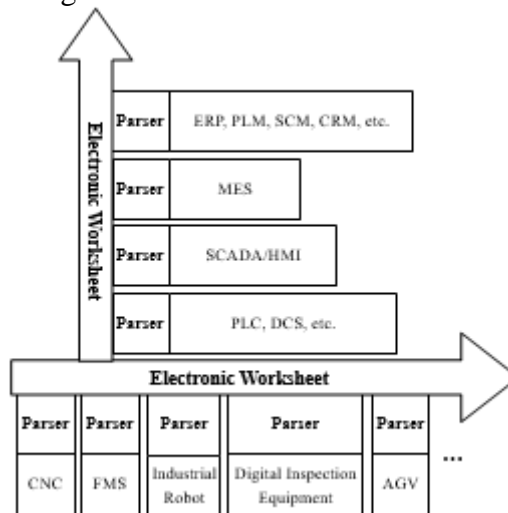 Electronic Worksheet
Parser ERP, PLM, SCM, CRM, etc.
Parser MES
Parser SCADA/HMI
Parser PLC, DCS, etc.
Electronic Worksheet
Parser Parser Parser Parser Parser
CNC FMS Industrial Robot Digital Inspection Equipment AGV ...